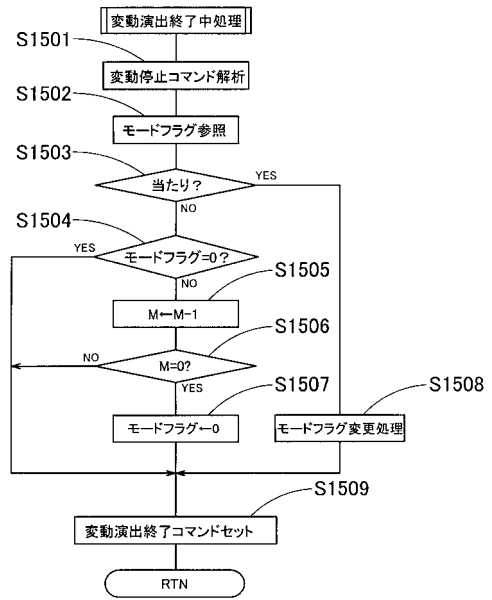 変動演出終了中処理
S1501
変動停止コマンド解析
S1502
モードフラグ参照
S1503
当たり？
YES
NO
S1504
モードフラグ=0？
YES
NO
S1505
M←M-1
S1506
M=0?
NO
YES
S1507
モードフラグ←0
S1508
モードフラグ変更処理
S1509
変動演出終了コマンドセット
RTN